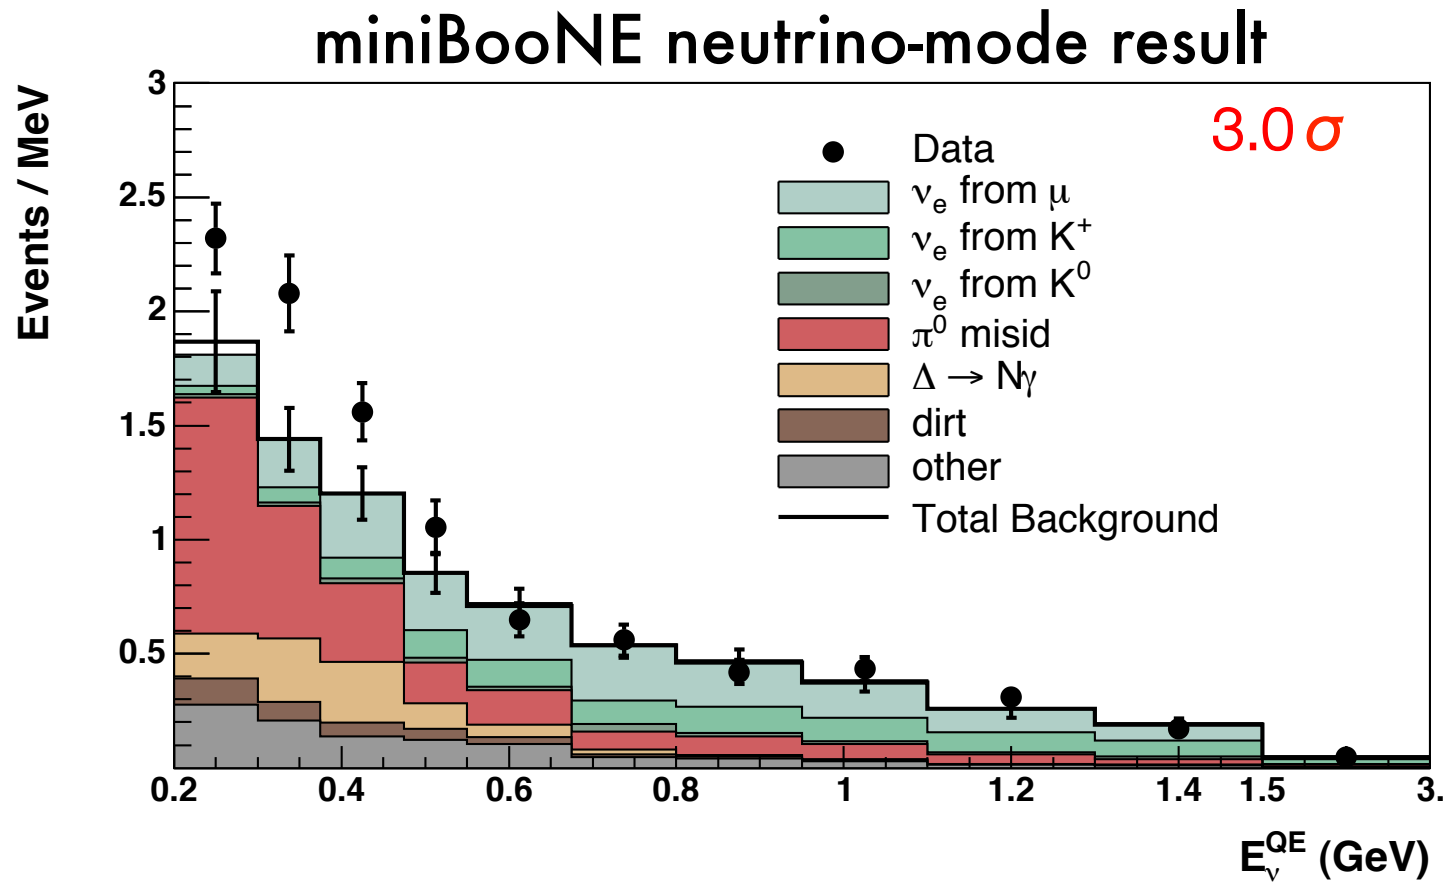 miniBooNE neutrino-mode result
Events / MeV
3
2.5
2
1.5
1
0.5
3.0 σ
Data
νe from μ
νe from K+
νe from K0
π0 misid
Δ → Nγ
dirt
other
Total Background
0.2 0.4 0.6 0.8 1 1.2 1.4 1.5 3.
EνQE (GeV)